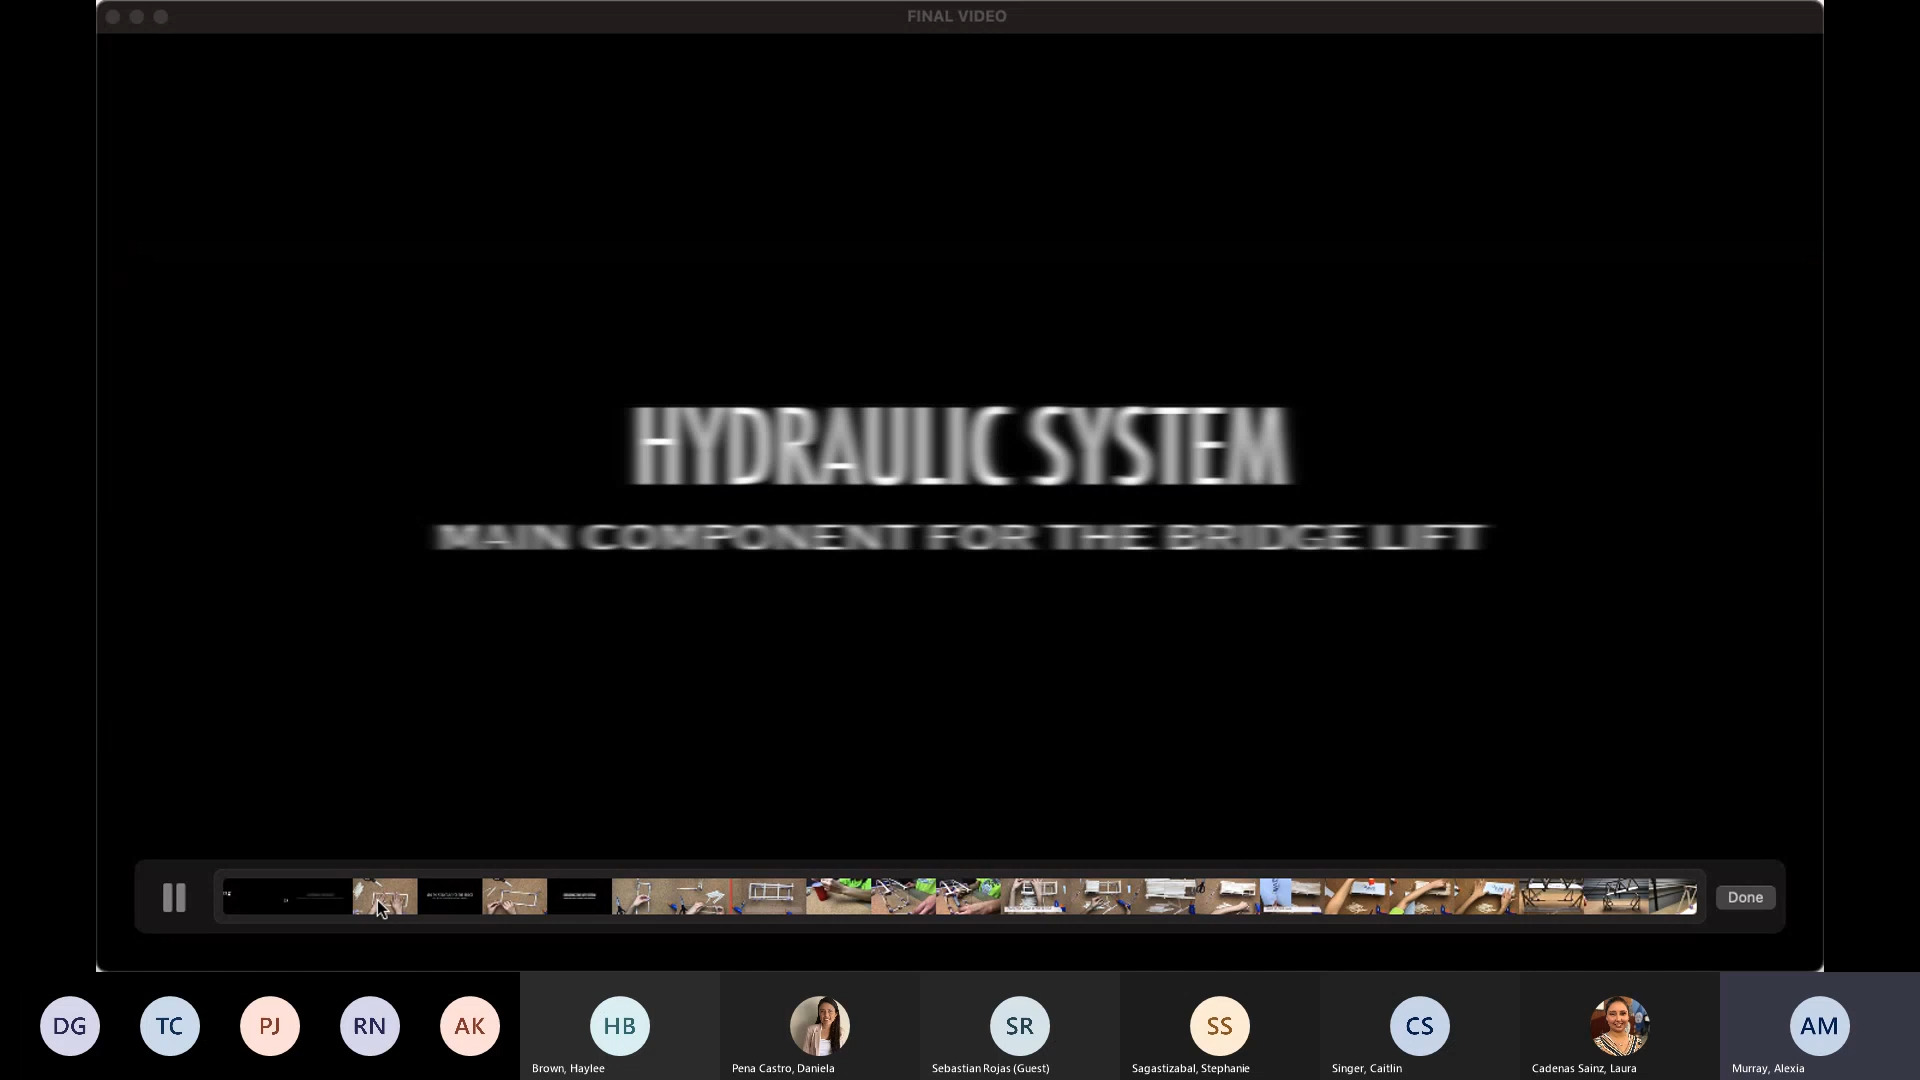 FINAL VIDEO
HYDRAULIC SYSTEM
MAIN COMPONENT FOR THE BRIDGE LIFT
Done
DG
TC
PJ
RN
AK
HB
SR
SS
CS
AM
Brown, Haylee
Pena Castro, Daniela
Sebastian Rojas (Guest)
Sagastizabal, Stephanie
Singer, Caitlin
Cadenas Sainz, Laura
Murray, Alexia